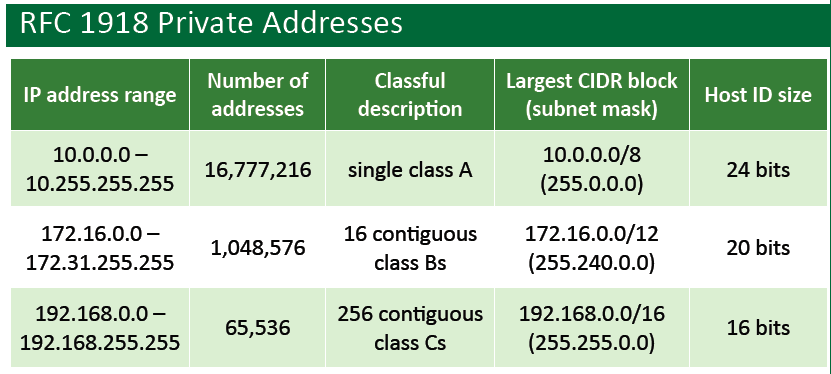 RFC 1918 Private Addresses
IP address range
Number of
addresses
Classful
description
Largest CIDR block
(subnet mask)
Host ID size
10.0.0.0 –
10.255.255.255
16,777,216
single class A
10.0.0.0/8
(255.0.0.0)
24 bits
172.16.0.0 –
172.31.255.255
1,048,576
16 contiguous
class Bs
172.16.0.0/12
(255.240.0.0)
20 bits
192.168.0.0 –
192.168.255.255
65,536
256 contiguous
class Cs
192.168.0.0/16
(255.255.0.0)
16 bits